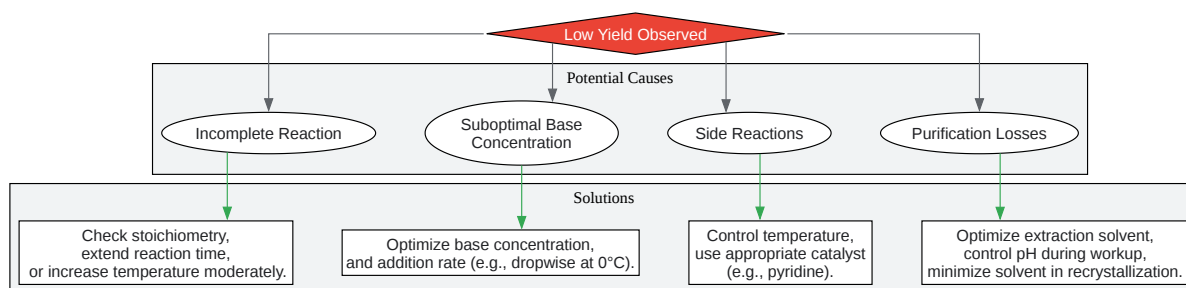 Low Yield Observed
Potential Causes
Incomplete Reaction
Suboptimal Base
Concentration
Side Reactions
Purification Losses
Solutions
Check stoichiometry,
extend reaction time,
or increase temperature moderately.
Optimize base concentration,
and addition rate (e.g., dropwise at 0°C).
Control temperature,
use appropriate catalyst
(e.g., pyridine).
Optimize extraction solvent,
control pH during workup,
minimize solvent in recrystallization.